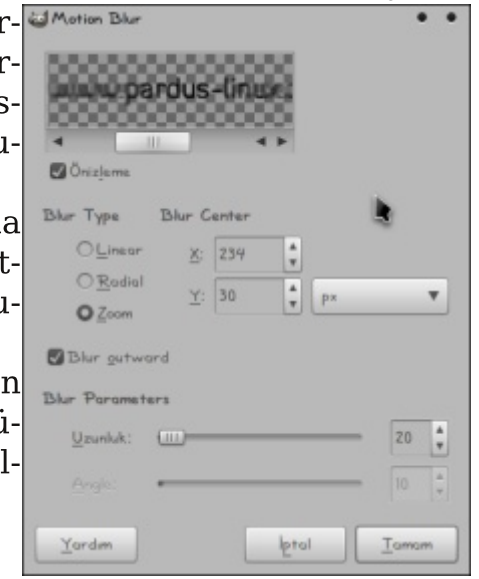 r-
Motion Blur
r-
s-
u-
www.pardus-linux.
Önizleme
a
t-
u-
Blur Type Blur Center
Linear X: 234
Radial Y: 30 px
Zoom
Blur outward
n
Blur Parameters
ü-
Uzunluk: 20
l-
Angle: 10
Yardım İptal Tamam